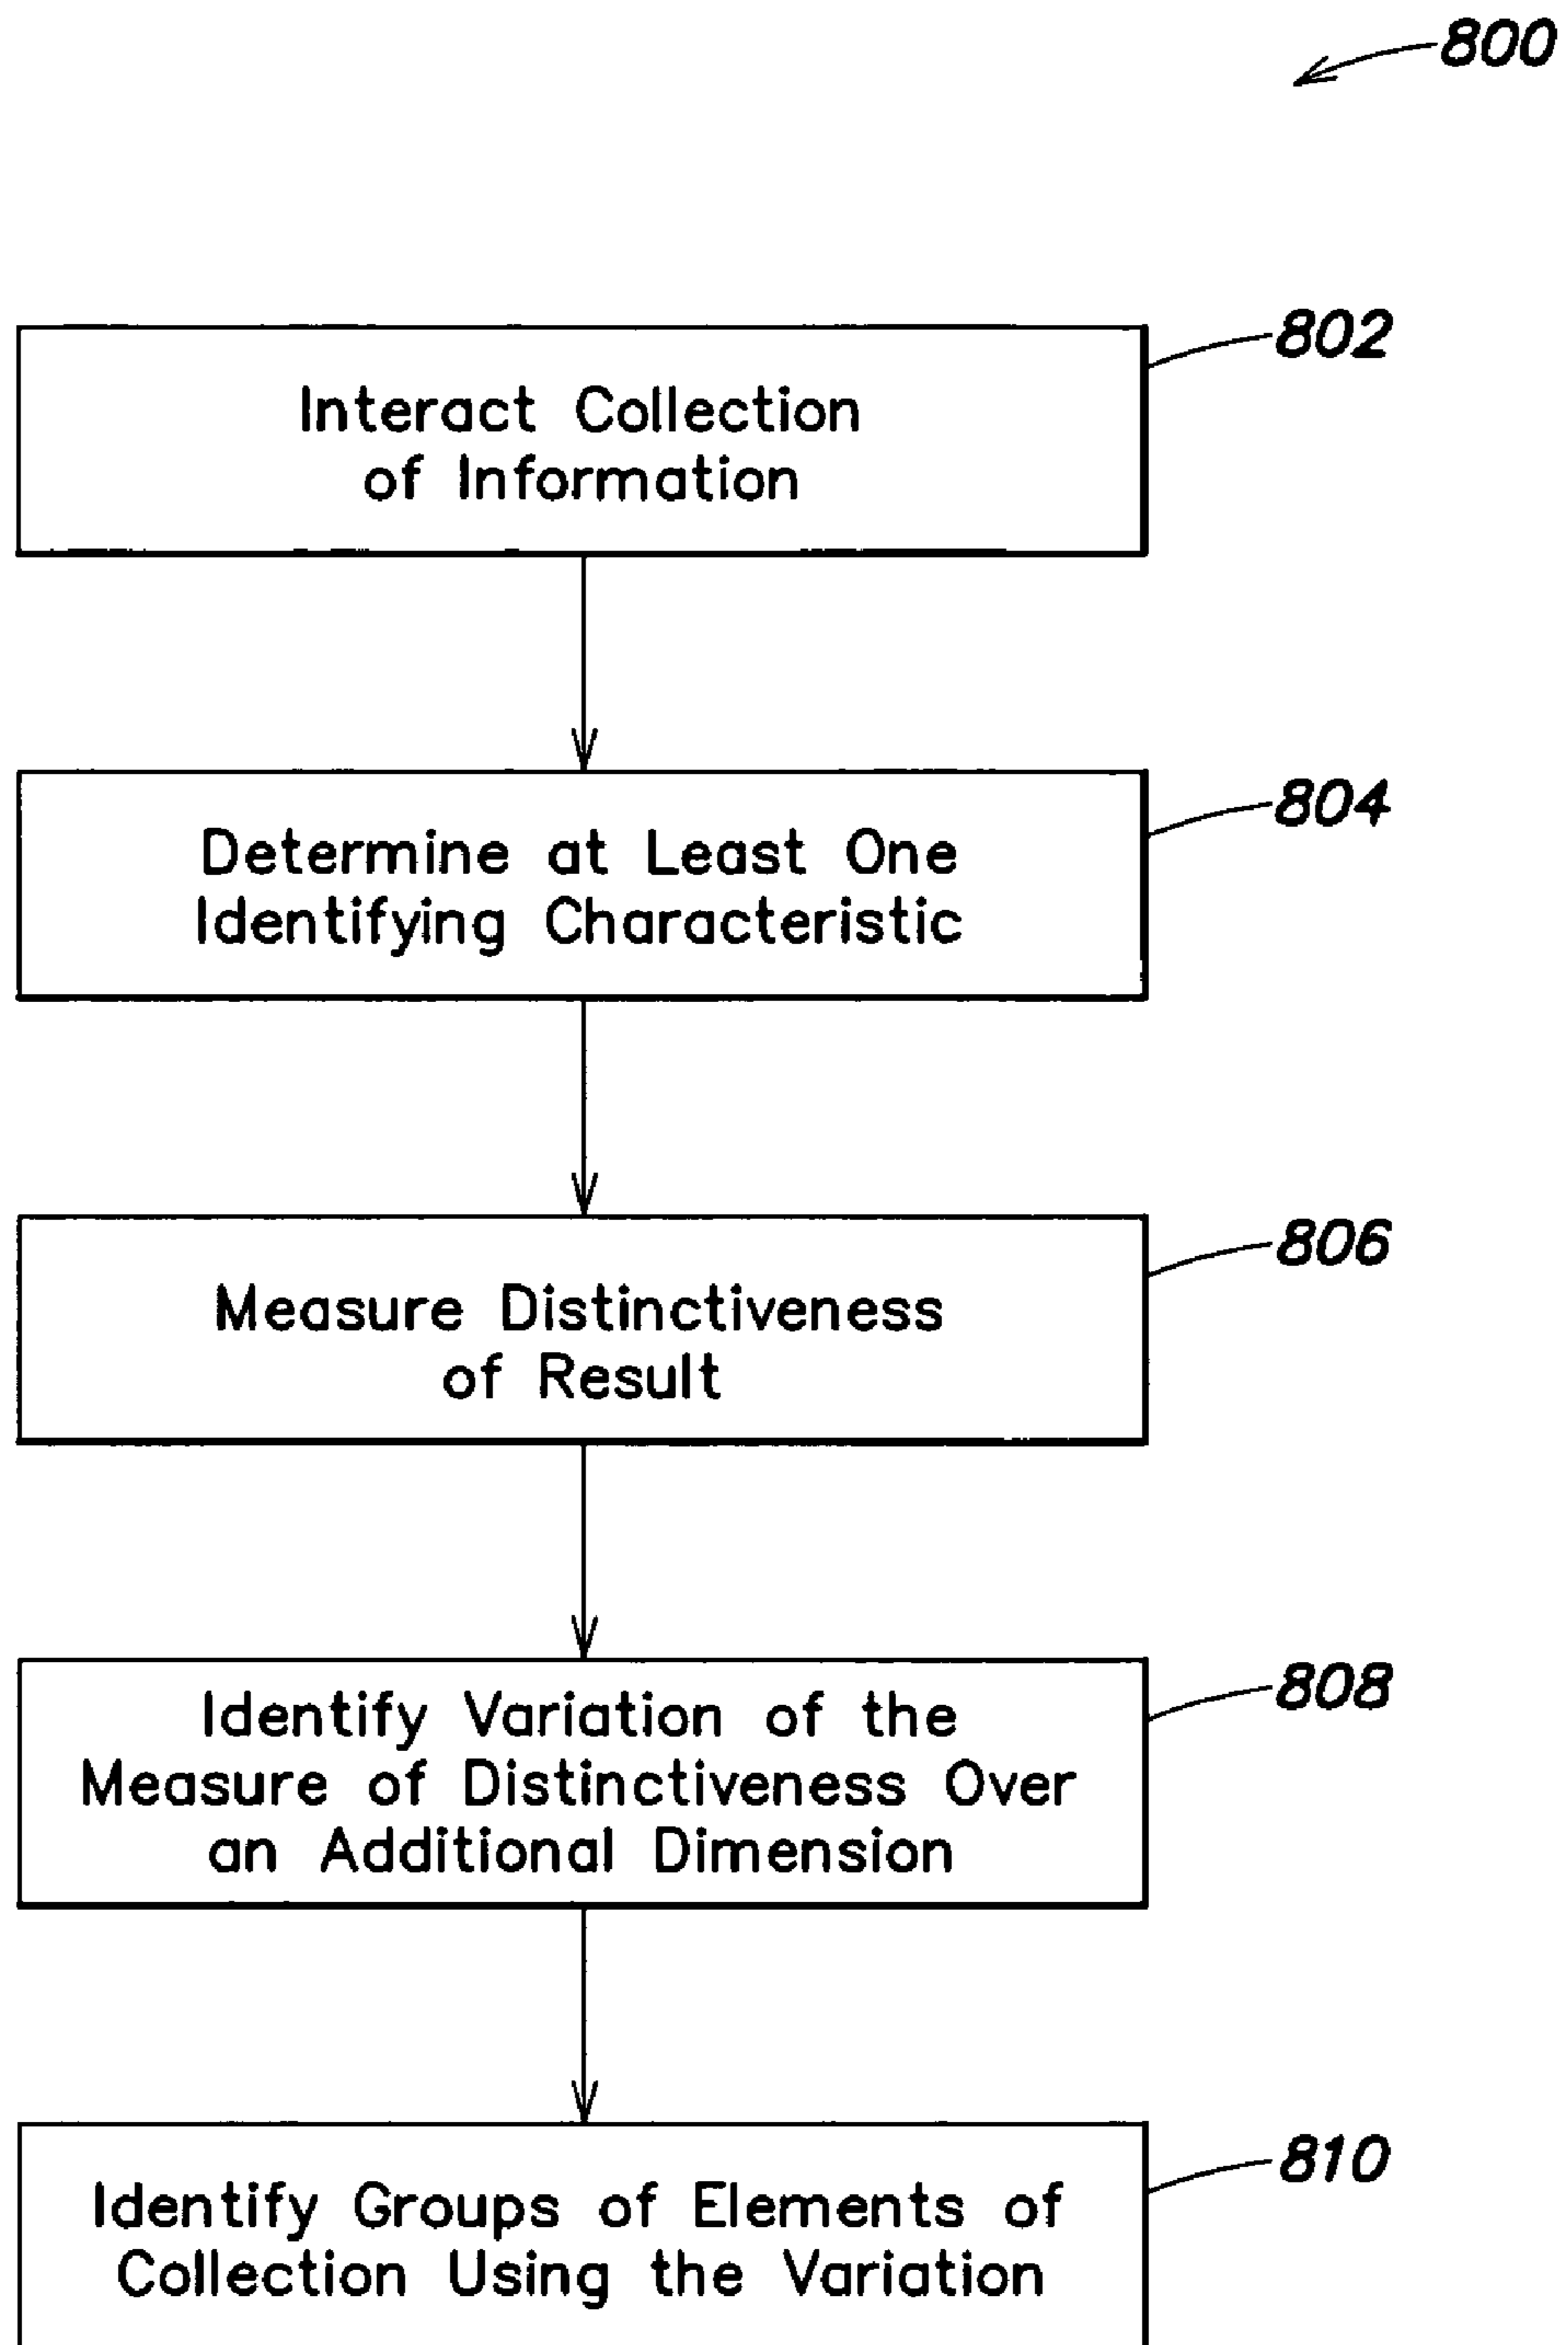 800
802
Interact Collection
of Information
804
Determine at Least One
Identifying Characteristic
806
Measure Distinctiveness
of Result
808
Identify Variation of the
Measure of Distinctiveness Over
an Additional Dimension
810
Identify Groups of Elements of
Collection Using the Variation